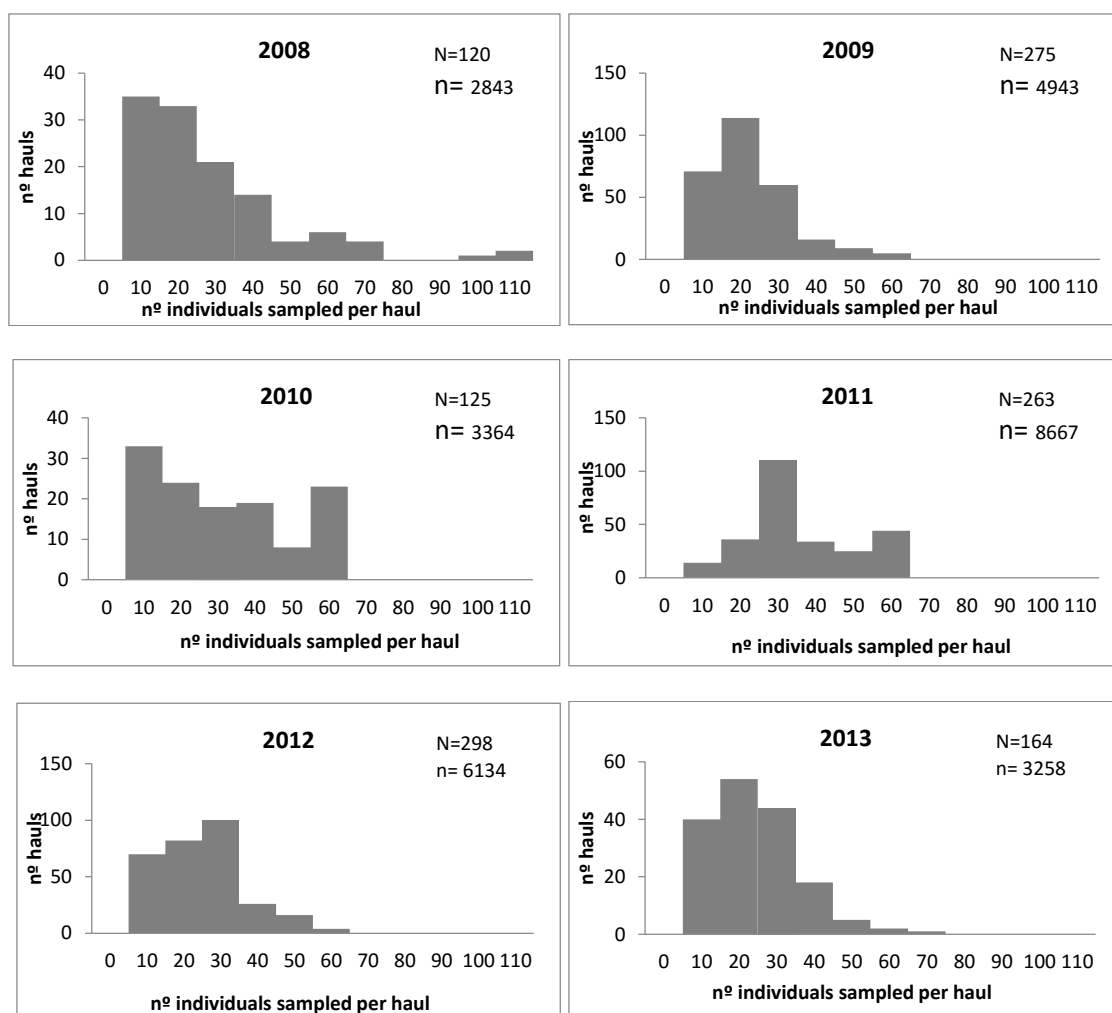 2008
N=120
n= 2843
40
30
20
10
0
nº hauls
0 10 20 30 40 50 60 70 80 90 100 110
nº individuals sampled per haul
2009
N=275
n= 4943
150
100
50
0
nº hauls
0 10 20 30 40 50 60 70 80 90 100 110
nº individuals sampled per haul
2010
N=125
n= 3364
40
30
20
10
0
nº hauls
0 10 20 30 40 50 60 70 80 90 100 110
nº individuals sampled per haul
2011
N=263
n= 8667
150
100
50
0
nº hauls
0 10 20 30 40 50 60 70 80 90 100 110
nº individuals sampled per haul
2012
N=298
n= 6134
150
100
50
0
nº hauls
0 10 20 30 40 50 60 70 80 90 100 110
nº individuals sampled per haul
2013
N=164
n= 3258
60
40
20
0
nº hauls
0 10 20 30 40 50 60 70 80 90 100 110
nº individuals sampled per haul